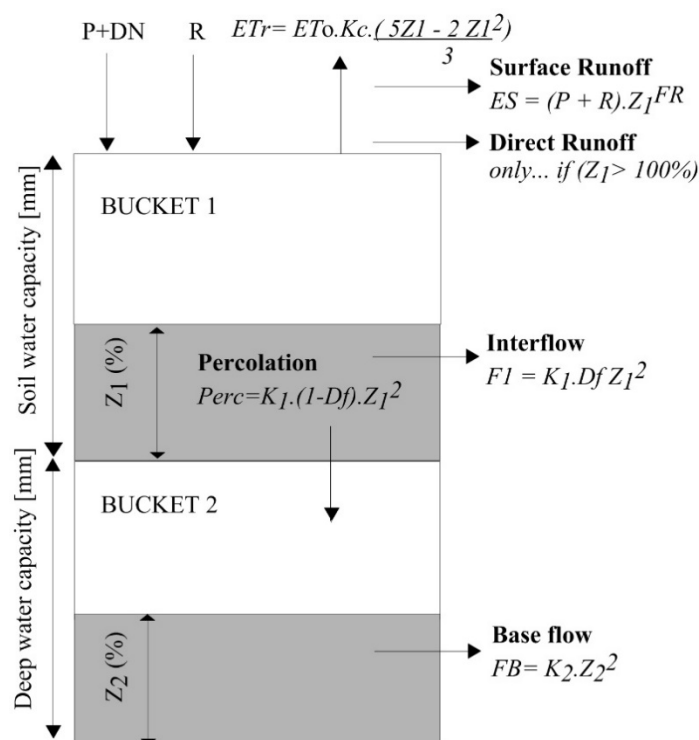 P+DN
R
ETr= ETo.Kc.(5Z1 - 2 Z1²)
3
Surface Runoff
ES = (P + R).Z₁ᶠᴿ
Direct Runoff
only... if (Z₁> 100%)
Soil water capacity [mm]
BUCKET 1
Z₁ (%)
Percolation
Perc=K₁.(1-Df).Z₁²
Interflow
F1 = K₁.Df Z₁²
Deep water capacity [mm]
BUCKET 2
Z₂ (%)
Base flow
FB= K₂.Z₂²